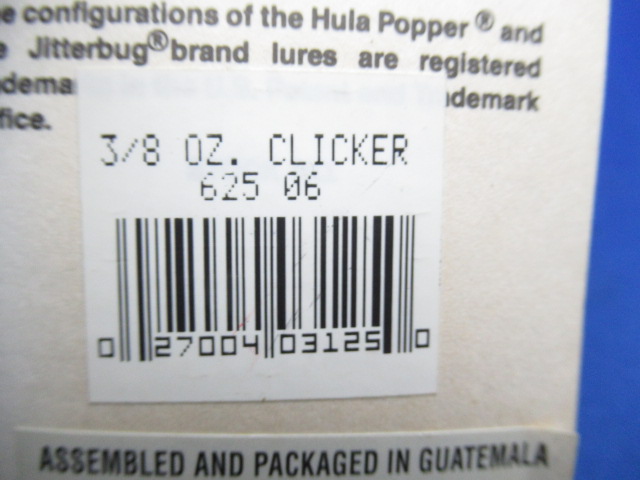 configurations of the Hula Popper ® and
Jitterbug® brand lures are registered
3/8 OZ. CLICKER
625 06
0 27004 03125 0
ASSEMBLED AND PACKAGED IN GUATEMALA